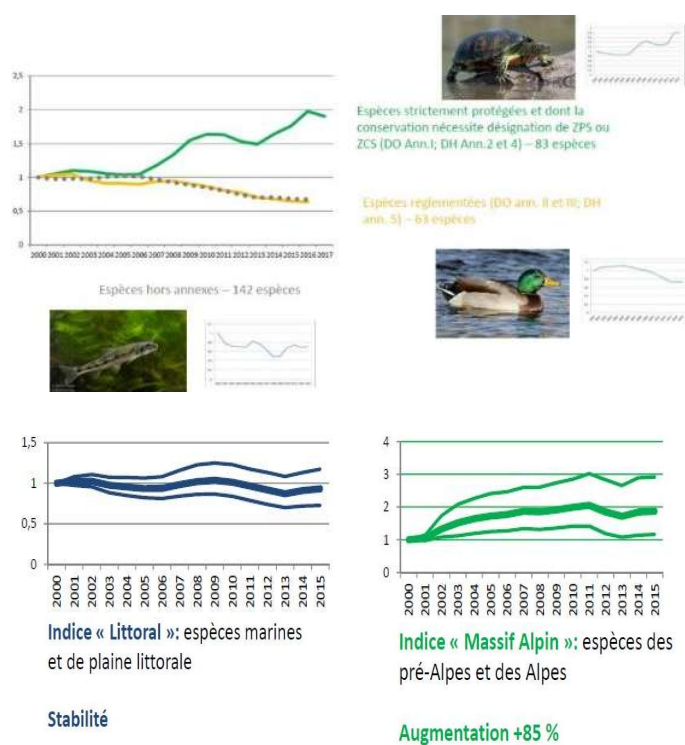 2,5
2
1,5
1
0,5
0
2000 2001 2002 2003 2004 2005 2006 2007 2008 2009 2010 2011 2012 2013 2014 2015 2016 2017
Espèces strictement protégées et dont la
conservation nécessite désignation de ZPS ou
ZCS (DO Ann.I; DH Ann.2 et 4) – 83 espèces
Espèces réglementées (DO ann. II et III; DH
ann. 5) – 63 espèces
Espèces hors annexes – 142 espèces
1,5
1
0,5
0
2000 2001 2002 2003 2004 2005 2006 2007 2008 2009 2010 2011 2012 2013 2014 2015
Indice « Littoral »: espèces marines
et de plaine littorale
Stabilité
4
3
2
1
0
2000 2001 2002 2003 2004 2005 2006 2007 2008 2009 2010 2011 2012 2013 2014 2015
Indice « Massif Alpin »: espèces des
pré-Alpes et des Alpes
Augmentation +85 %